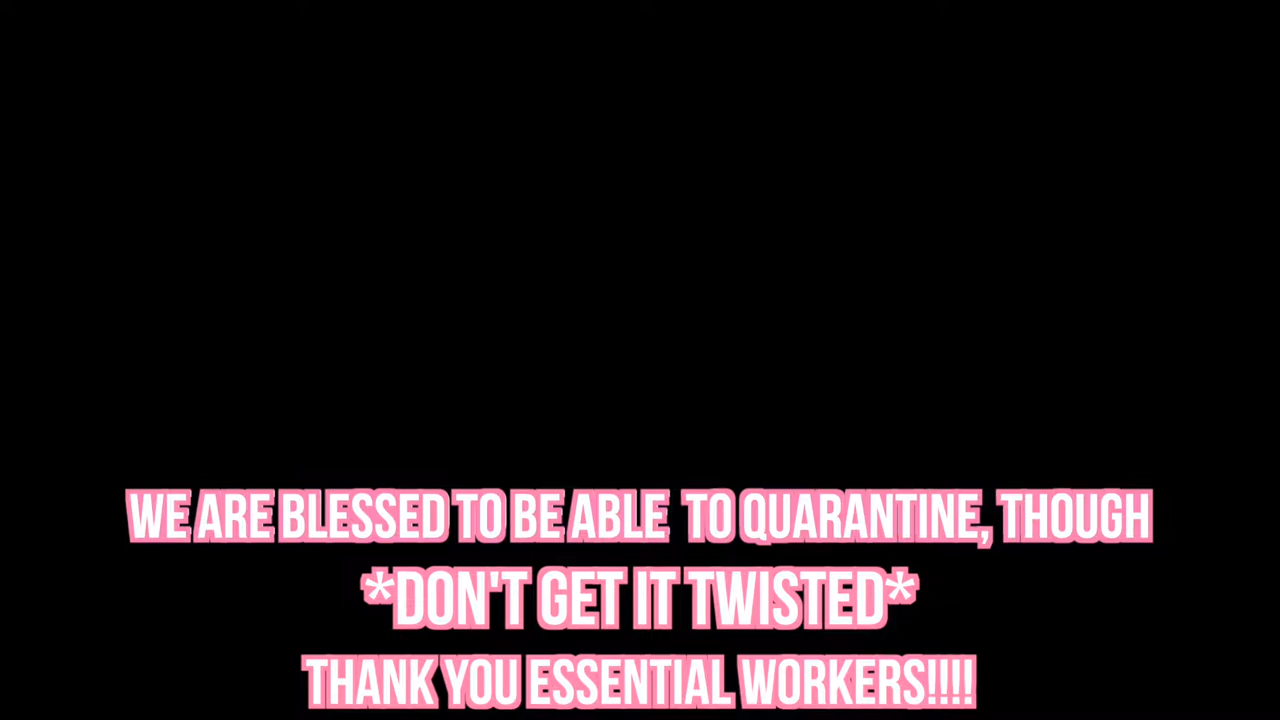 WE ARE BLESSED TO BE ABLE TO QUARANTINE, THOUGH
*DON'T GET IT TWISTED*
THANK YOU ESSENTIAL WORKERS!!!!